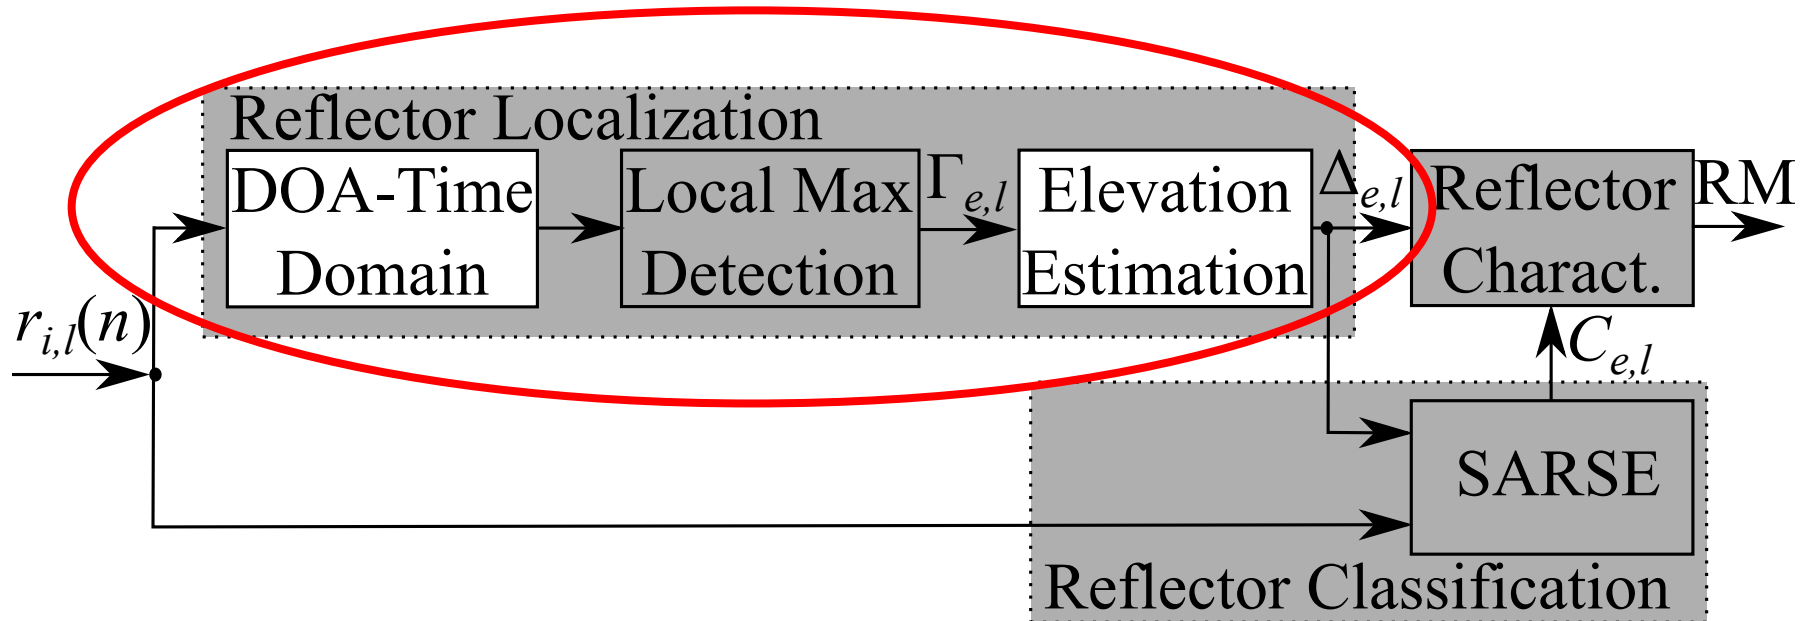 Reflector Localization
DOA-Time
Domain
Local Max
Detection
Γe,l
Elevation
Estimation
Δe,l
Reflector
Charact.
RM
ri,l(n)
Ce,l
SARSE
Reflector Classification